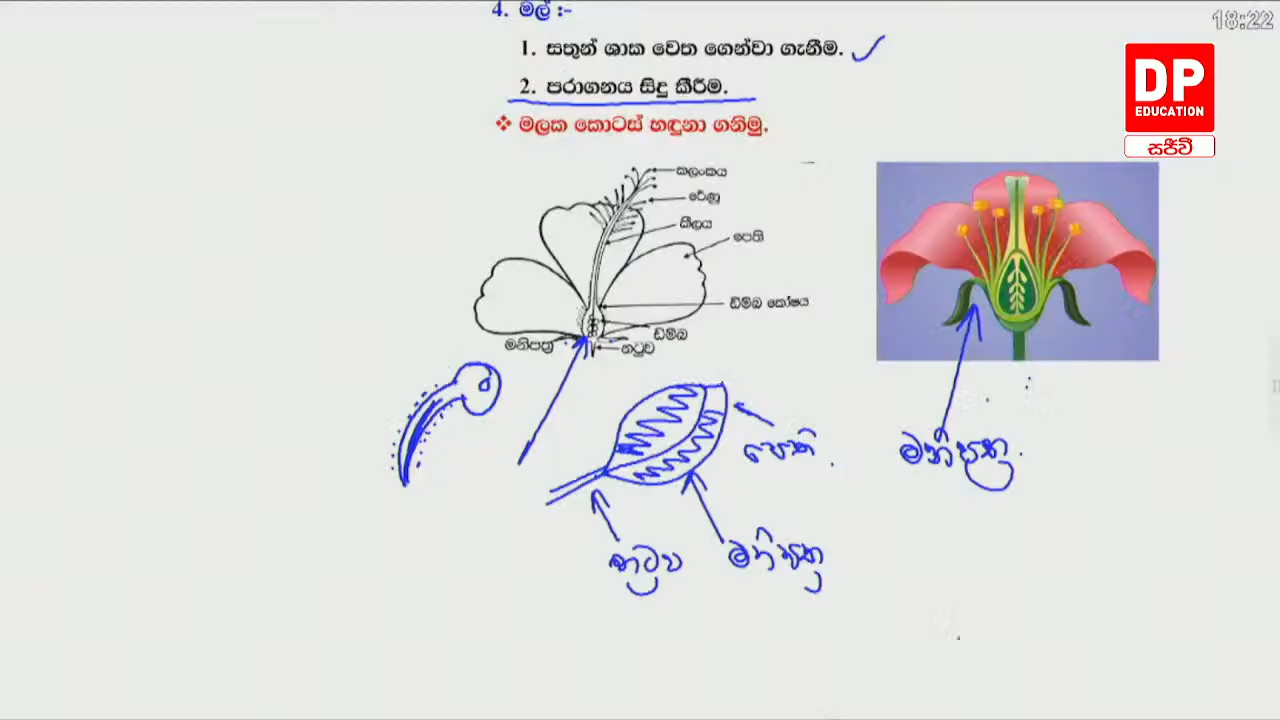 4. මල් :-
18:22
1. සතුන් ශාක වෙත ගෙන්වා ගැනීම.
2. පරාගනය සිදු කීරීම.
❖ මලක කොටස් හඳුනා ගනිමු.
DP
EDUCATION
සජීවී
කලංකය
රේණු
කීලය
පෙති
ඩිම්බ කෝෂය
ඩිම්බ
මනිපත්‍ර
නටුව
පෙති.
මනිපත්‍ර.
නටුව
මනිපත්‍ර